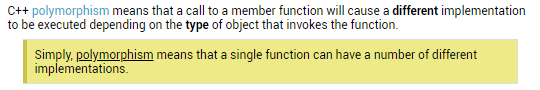 C++ polymorphism means that a call to a member function will cause a different implementation
to be executed depending on the type of object that invokes the function.
Simply, polymorphism means that a single function can have a number of different
implementations.